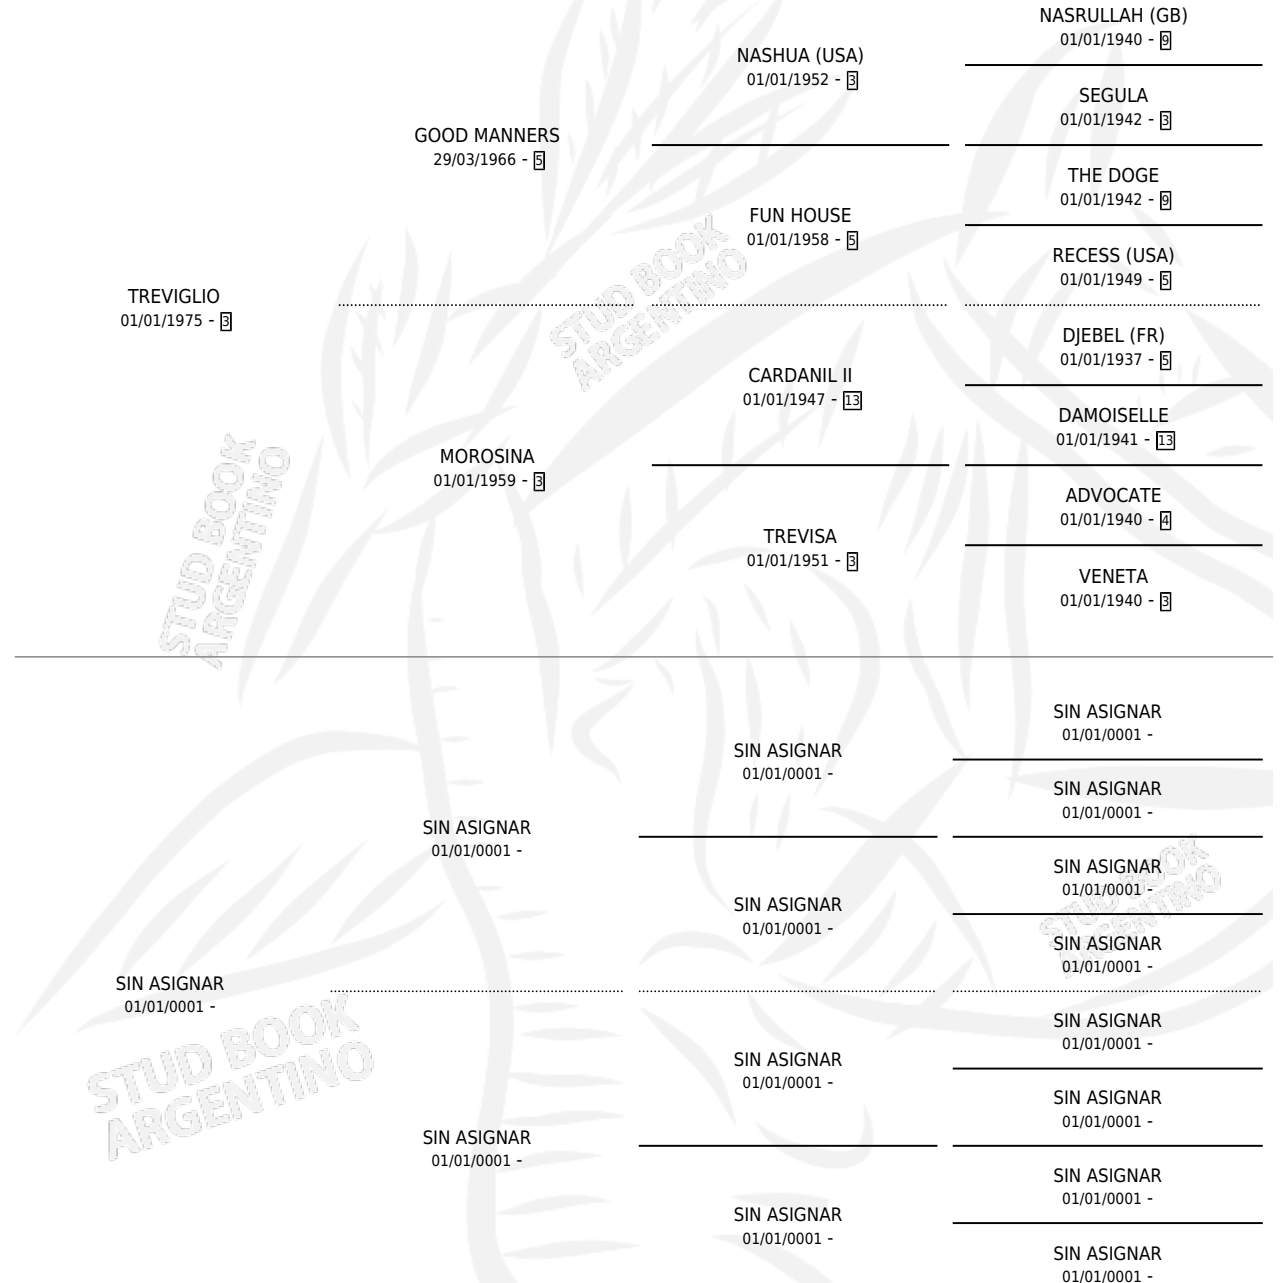 NASRULLAH (GB)
01/01/1940 - 9
NASHUA (USA)
01/01/1952 - 3
SEGULA
01/01/1942 - 3
GOOD MANNERS
29/03/1966 - 5
THE DOGE
01/01/1942 - 9
FUN HOUSE
01/01/1958 - 5
RECESS (USA)
01/01/1949 - 5
TREVIGLIO
01/01/1975 - 3
DJEBEL (FR)
01/01/1937 - 5
CARDANIL II
01/01/1947 - 13
DAMOISELLE
01/01/1941 - 13
MOROSINA
01/01/1959 - 3
ADVOCATE
01/01/1940 - 4
TREVISA
01/01/1951 - 3
VENETA
01/01/1940 - 3
STUD BOOK
ARGENTINO
STUD BOOK
ARGENTINO
SIN ASIGNAR
01/01/0001 -
SIN ASIGNAR
01/01/0001 -
SIN ASIGNAR
01/01/0001 -
SIN ASIGNAR
01/01/0001 -
SIN ASIGNAR
01/01/0001 -
SIN ASIGNAR
01/01/0001 -
SIN ASIGNAR
01/01/0001 -
SIN ASIGNAR
01/01/0001 -
SIN ASIGNAR
01/01/0001 -
SIN ASIGNAR
01/01/0001 -
SIN ASIGNAR
01/01/0001 -
SIN ASIGNAR
01/01/0001 -
SIN ASIGNAR
01/01/0001 -
SIN ASIGNAR
01/01/0001 -
SIN ASIGNAR
01/01/0001 -
STUD BOOK
ARGENTINO
STUD BOOK
ARGENTINO